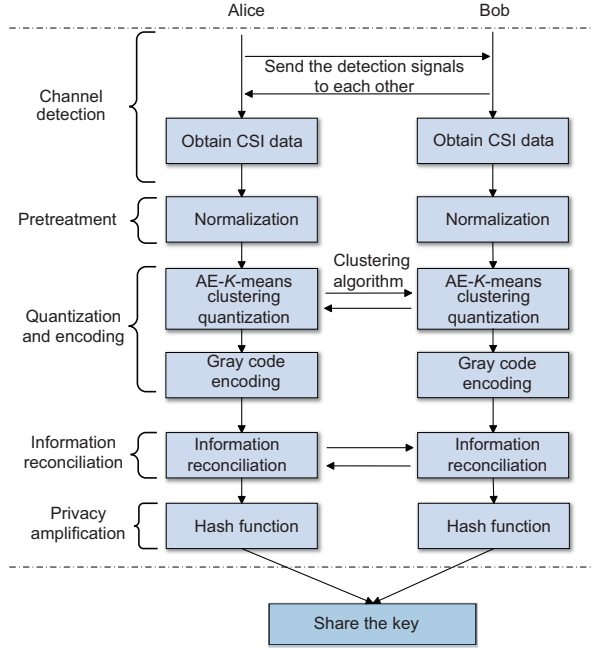 Alice
Bob
Send the detection signals
to each other
Channel
detection
Obtain CSI data
Obtain CSI data
Pretreatment
Normalization
Normalization
Clustering
algorithm
AE-K-means
clustering
quantization
AE-K-means
clustering
quantization
Quantization
and encoding
Gray code
encoding
Gray code
encoding
Information
reconciliation
Information
reconciliation
Information
reconciliation
Privacy
amplification
Hash function
Hash function
Share the key